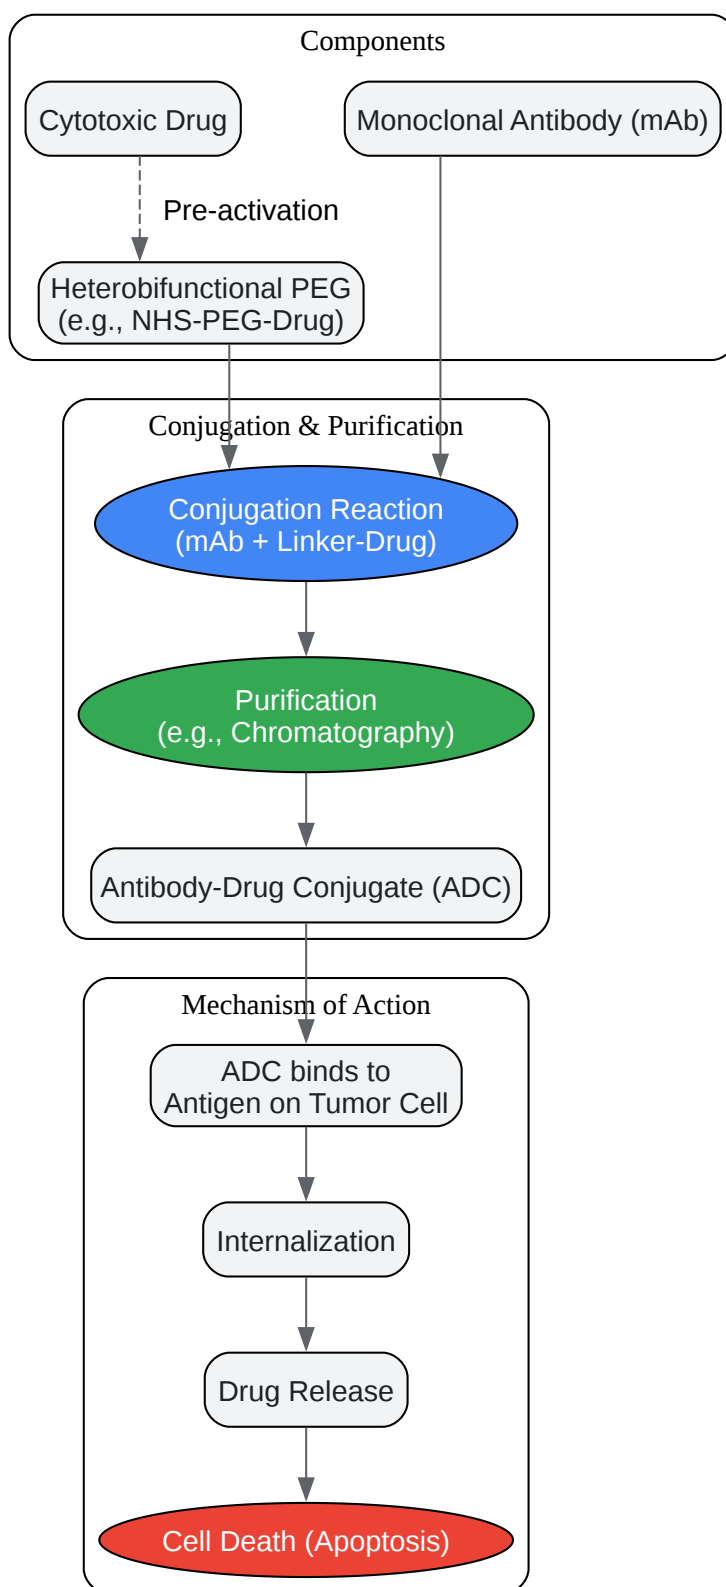 Components
Cytotoxic Drug
Monoclonal Antibody (mAb)
Pre-activation
Heterobifunctional PEG
(e.g., NHS-PEG-Drug)
Conjugation & Purification
Conjugation Reaction
(mAb + Linker-Drug)
Purification
(e.g., Chromatography)
Antibody-Drug Conjugate (ADC)
Mechanism of Action
ADC binds to
Antigen on Tumor Cell
Internalization
Drug Release
Cell Death (Apoptosis)